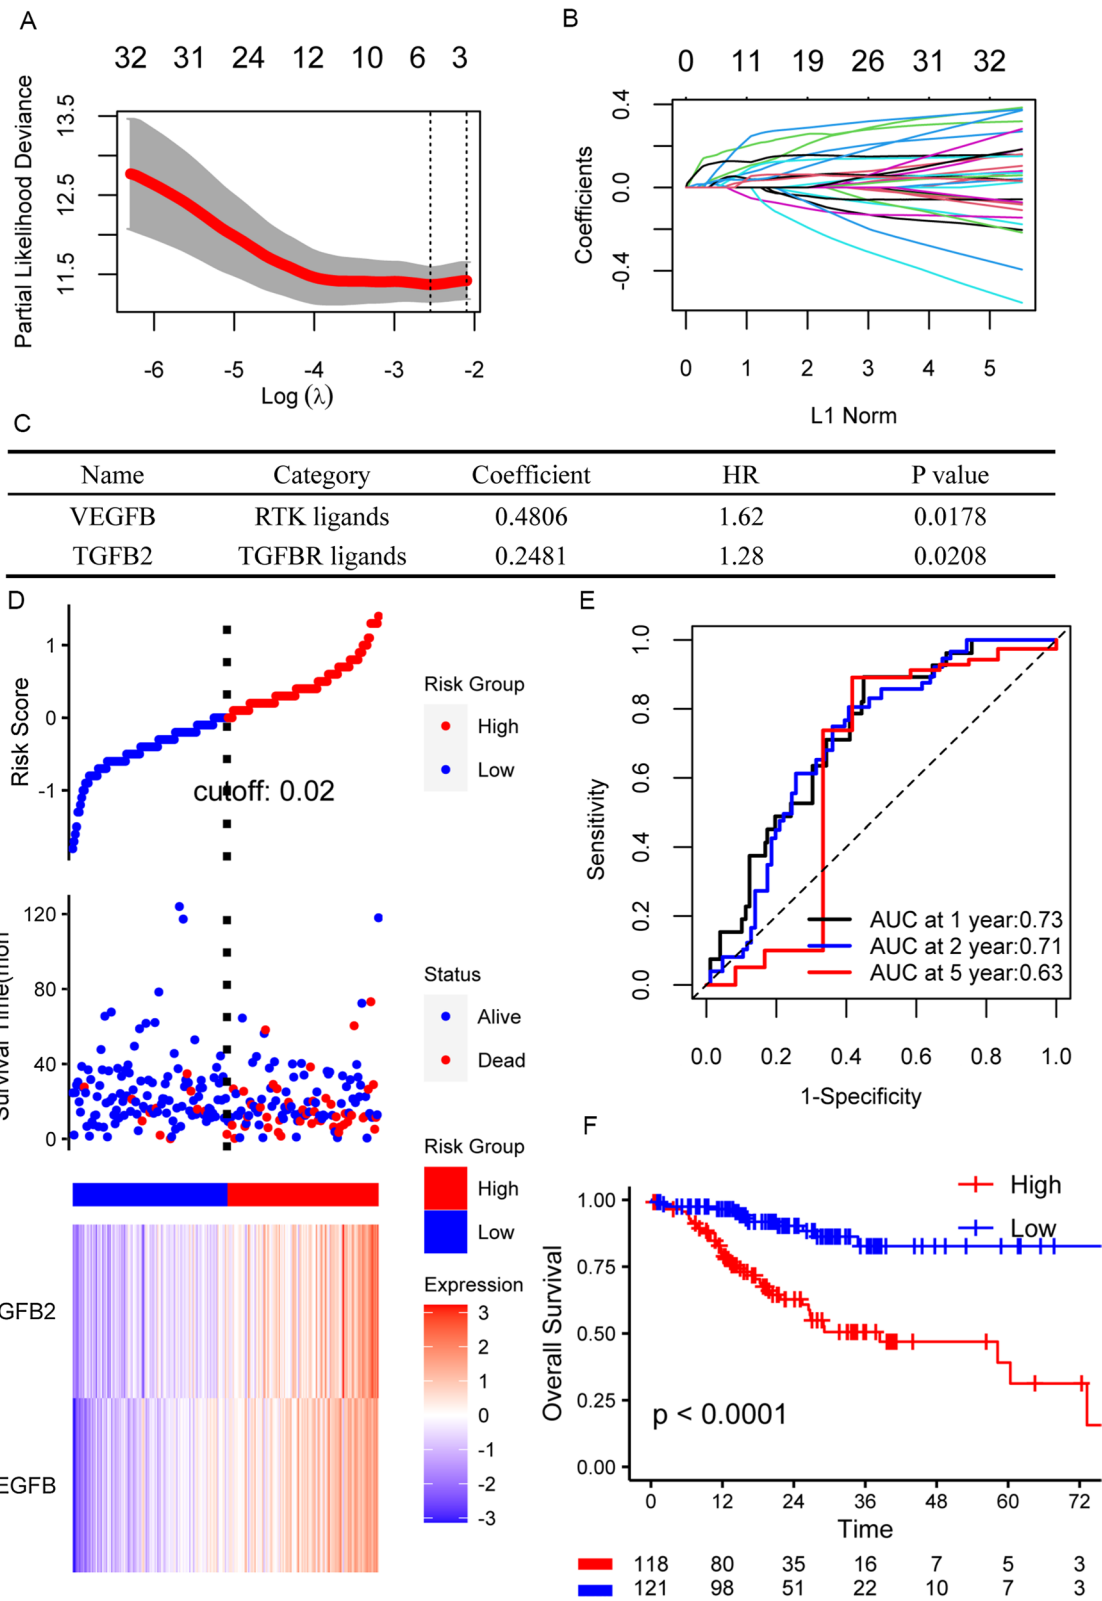 A
32 31 24 12 10 6 3
Partial Likelihood Deviance
13.5
12.5
11.5
-6 -5 -4 -3 -2
Log (λ)
B
0 11 19 26 31 32
Coefficients
0.4
0.0
-0.4
0 1 2 3 4 5
L1 Norm
C
Name Category Coefficient HR P value
VEGFB RTK ligands 0.4806 1.62 0.0178
TGFB2 TGFBR ligands 0.2481 1.28 0.0208
D
Risk Score
1
0
-1
cutoff: 0.02
Risk Group
High
Low
120
80
40
0
Status
Alive
Dead
Risk Group
High
Low
GFB2
EGFB
Expression
3
2
1
0
-1
-2
-3
E
Sensitivity
1.0
0.8
0.6
0.4
0.2
0.0
AUC at 1 year:0.73
AUC at 2 year:0.71
AUC at 5 year:0.63
0.0 0.2 0.4 0.6 0.8 1.0
1-Specificity
F
High
Low
Overall Survival
1.00
0.75
0.50
0.25
0.00
p < 0.0001
0 12 24 36 48 60 72
Time
118 80 35 16 7 5 3
121 98 51 22 10 7 3